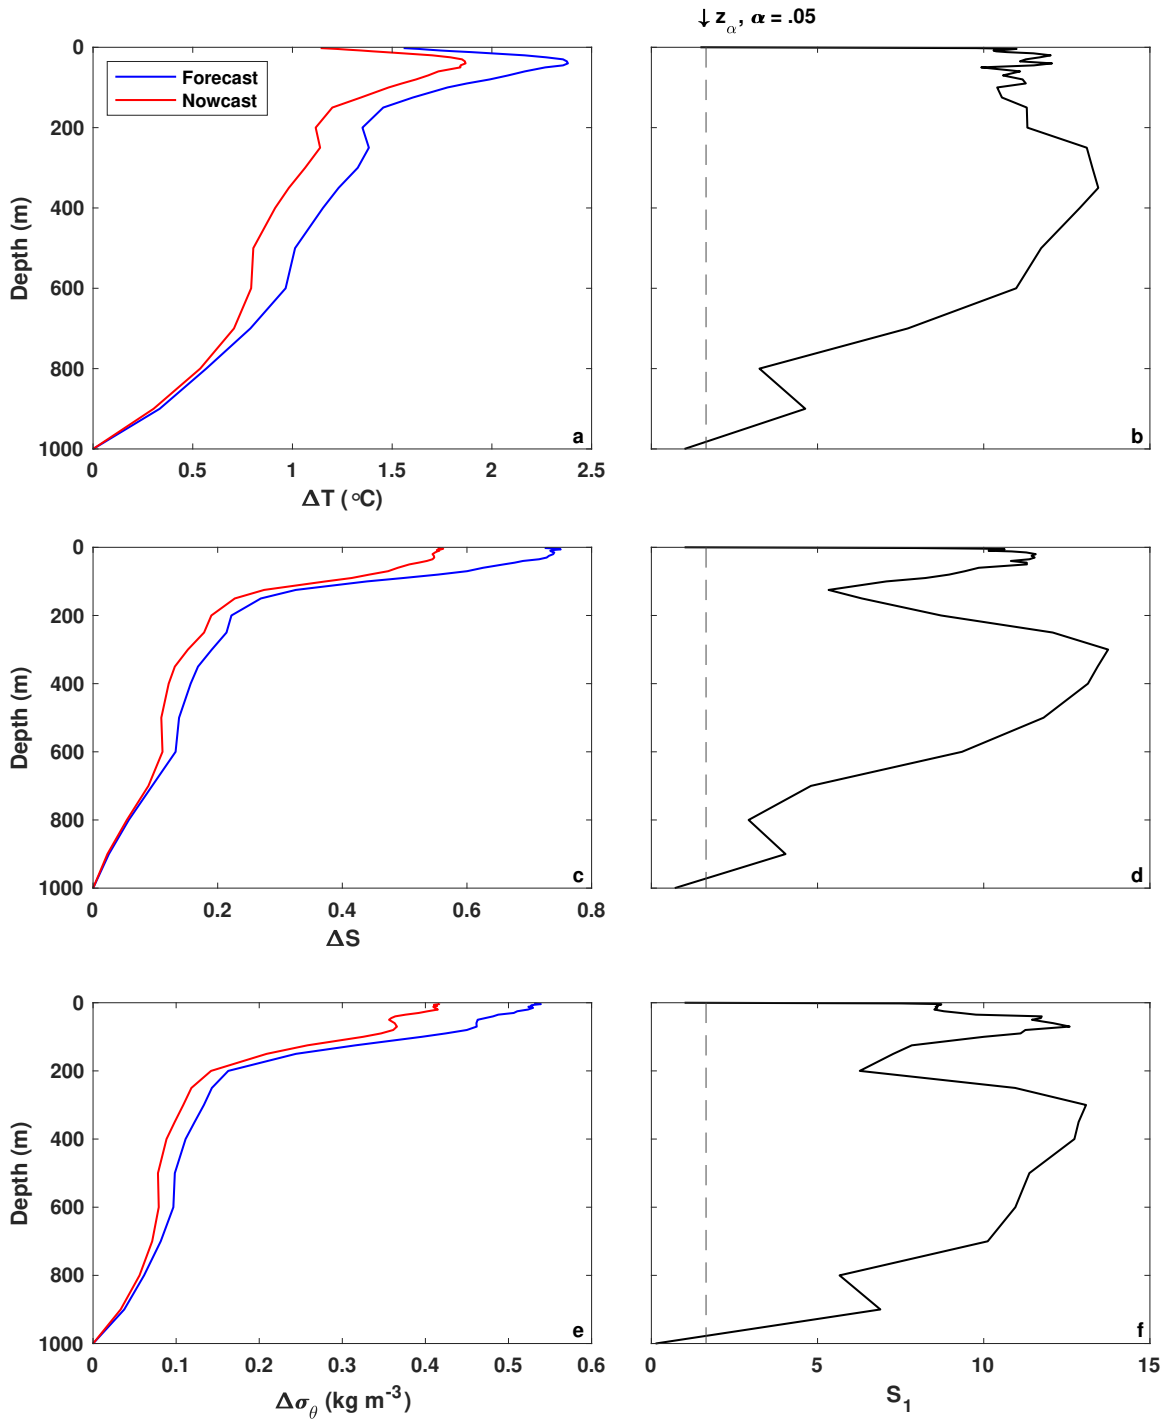 ↓ zα, α = .05
0
200
400
600
800
1000
Depth (m)
Forecast
Nowcast
a
0 0.5 1 1.5 2 2.5
ΔT (°C)
b
0
200
400
600
800
1000
Depth (m)
c
0 0.2 0.4 0.6 0.8
ΔS
d
0
200
400
600
800
1000
Depth (m)
e
0 0.1 0.2 0.3 0.4 0.5 0.6
Δσθ (kg m-3)
f
0 5 10 15
S1